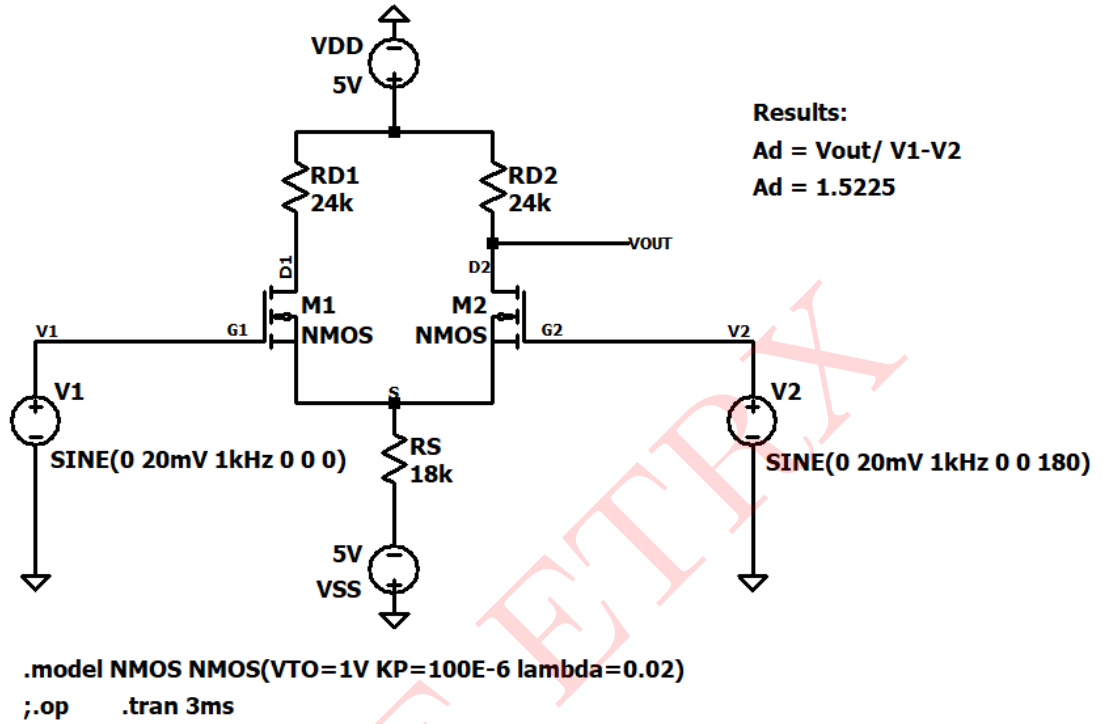 VDD
5V
Results:
Ad = Vout/ V1-V2
Ad = 1.5225
RD1
24k
RD2
24k
VOUT
D1
D2
M1
NMOS
M2
NMOS
V1
G1
G2
V2
V1
SINE(0 20mV 1kHz 0 0 0)
S
V2
SINE(0 20mV 1kHz 0 0 180)
RS
18k
5V
VSS
.model NMOS NMOS(VTO=1V KP=100E-6 lambda=0.02)
;.op .tran 3ms
ETRX